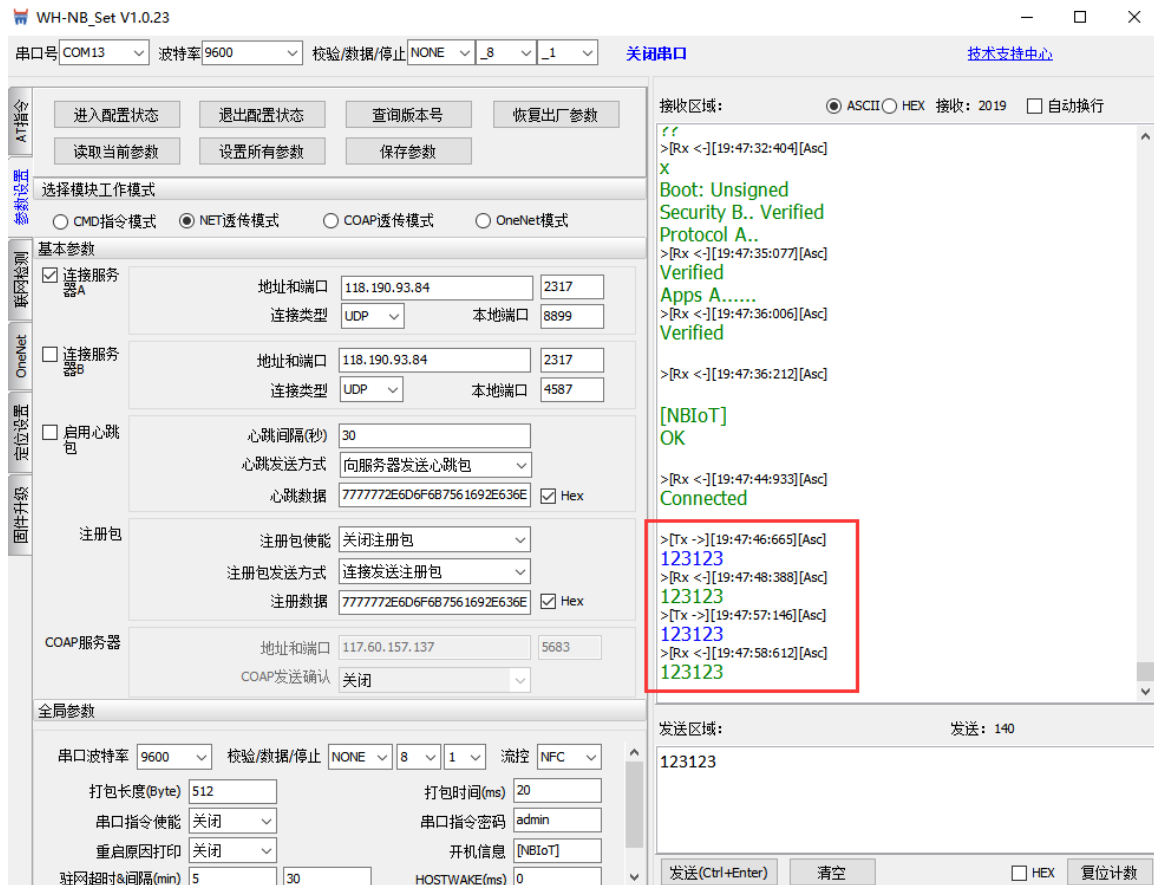 WH-NB_Set V1.0.23
串口号 COM13 波特率 9600 校验/数据/停止 NONE _8 _1 关闭串口 技术支持中心
AT指令
参数设置
联网检测
OneNet
定位设置
固件升级
进入配置状态 退出配置状态 查询版本号 恢复出厂参数
读取当前参数 设置所有参数 保存参数
选择模块工作模式
CMD指令模式 NET透传模式 COAP透传模式 OneNet模式
基本参数
连接服务器A
地址和端口 118.190.93.84 2317
连接类型 UDP 本地端口 8899
连接服务器B
地址和端口 118.190.93.84 2317
连接类型 UDP 本地端口 4587
启用心跳包
心跳间隔(秒) 30
心跳发送方式 向服务器发送心跳包
心跳数据 7777772E6D6F6B7561692E636E Hex
注册包
注册包使能 关闭注册包
注册包发送方式 连接发送注册包
注册数据 7777772E6D6F6B7561692E636E Hex
COAP服务器
地址和端口 117.60.157.137 5683
COAP发送确认 关闭
全局参数
串口波特率 9600 校验/数据/停止 NONE 8 1 流控 NFC
打包长度(Byte) 512 打包时间(ms) 20
串口指令使能 关闭 串口指令密码 admin
重启原因打印 关闭 开机信息 [NBIoT]
驻网超时&间隔(min) 5 30 HOSTWAKE(ms) 0
接收区域: ASCII HEX 接收: 2019 自动换行
??
>[Rx <-][19:47:32:404][Asc]
x
Boot: Unsigned
Security B.. Verified
Protocol A..
>[Rx <-][19:47:35:077][Asc]
Verified
Apps A......
>[Rx <-][19:47:36:006][Asc]
Verified
>[Rx <-][19:47:36:212][Asc]
[NBIoT]
OK
>[Rx <-][19:47:44:933][Asc]
Connected
>[Tx ->][19:47:46:665][Asc]
123123
>[Rx <-][19:47:48:388][Asc]
123123
>[Tx ->][19:47:57:146][Asc]
123123
>[Rx <-][19:47:58:612][Asc]
123123
发送区域: 发送: 140
123123
发送(Ctrl+Enter) 清空 HEX 复位计数